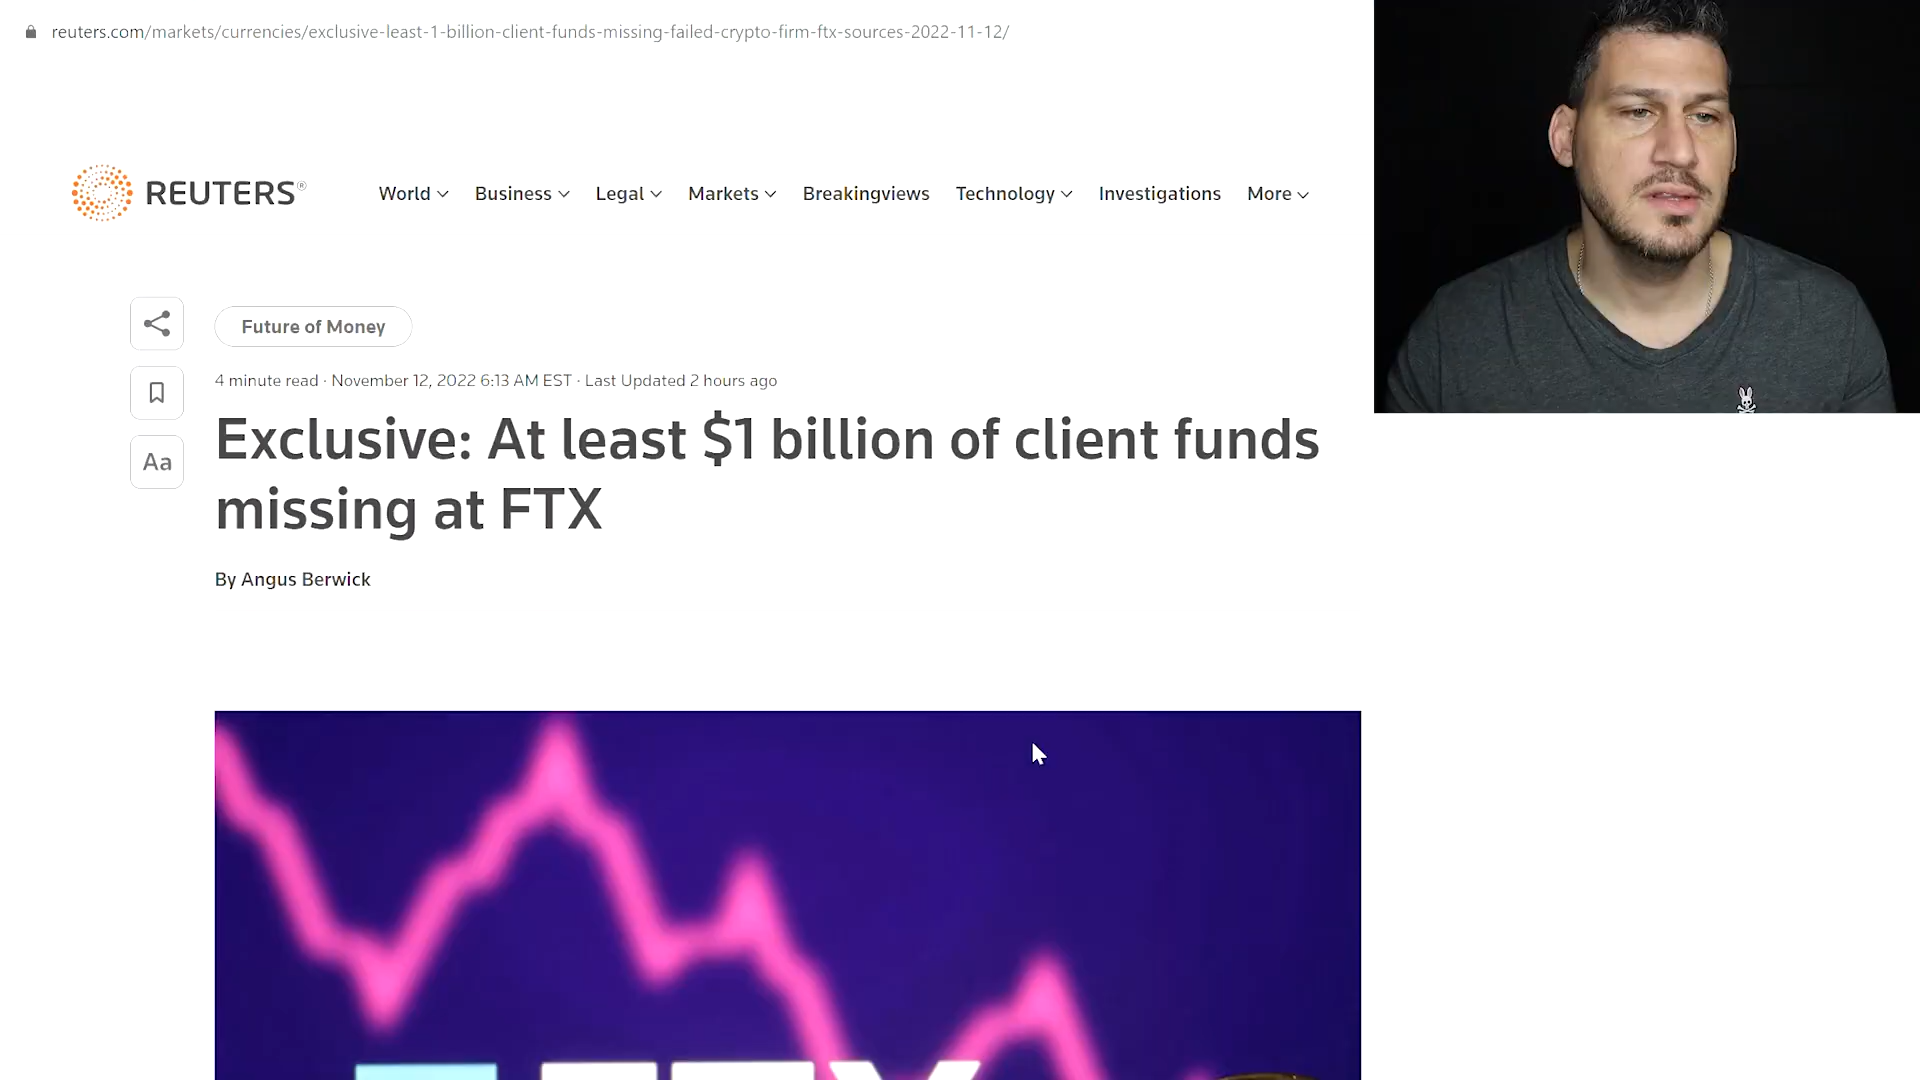 reuters.com/markets/currencies/exclusive-least-1-billion-client-funds-missing-failed-crypto-firm-ftx-sources-2022-11-12/
REUTERS®
World Business Legal Markets Breakingviews Technology Investigations More
Future of Money
4 minute read · November 12, 2022 6:13 AM EST · Last Updated 2 hours ago
Aa
Exclusive: At least $1 billion of client funds
missing at FTX
By Angus Berwick
FTX